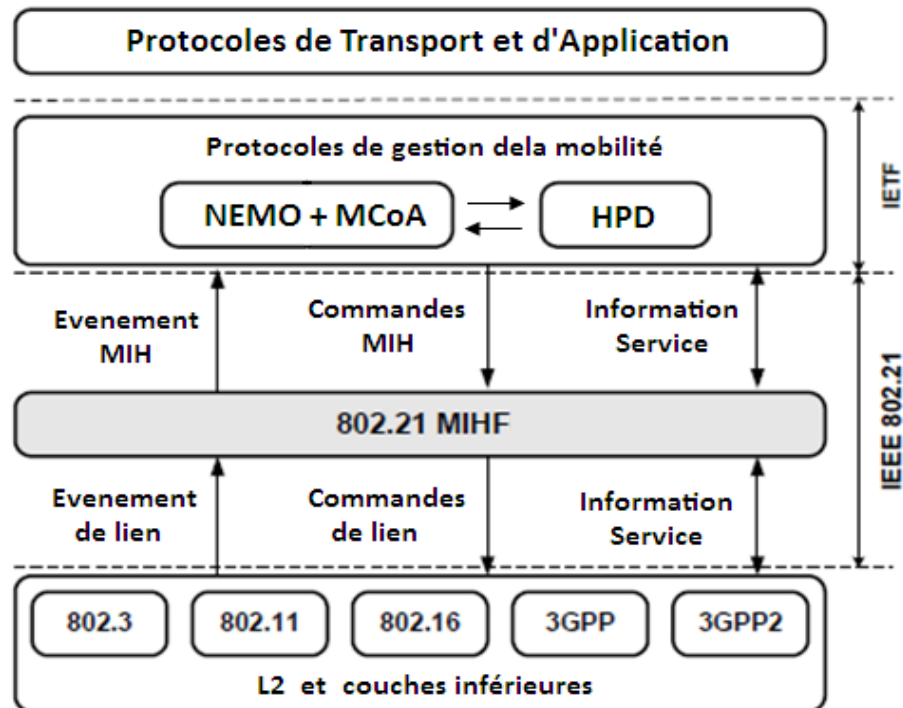 Protocoles de Transport et d'Application
Protocoles de gestion dela mobilité
NEMO + MCoA
HPD
IETF
Evenement
MIH
Commandes
MIH
Information
Service
802.21 MIHF
IEEE 802.21
Evenement
de lien
Commandes
de lien
Information
Service
802.3
802.11
802.16
3GPP
3GPP2
L2 et couches inférieures